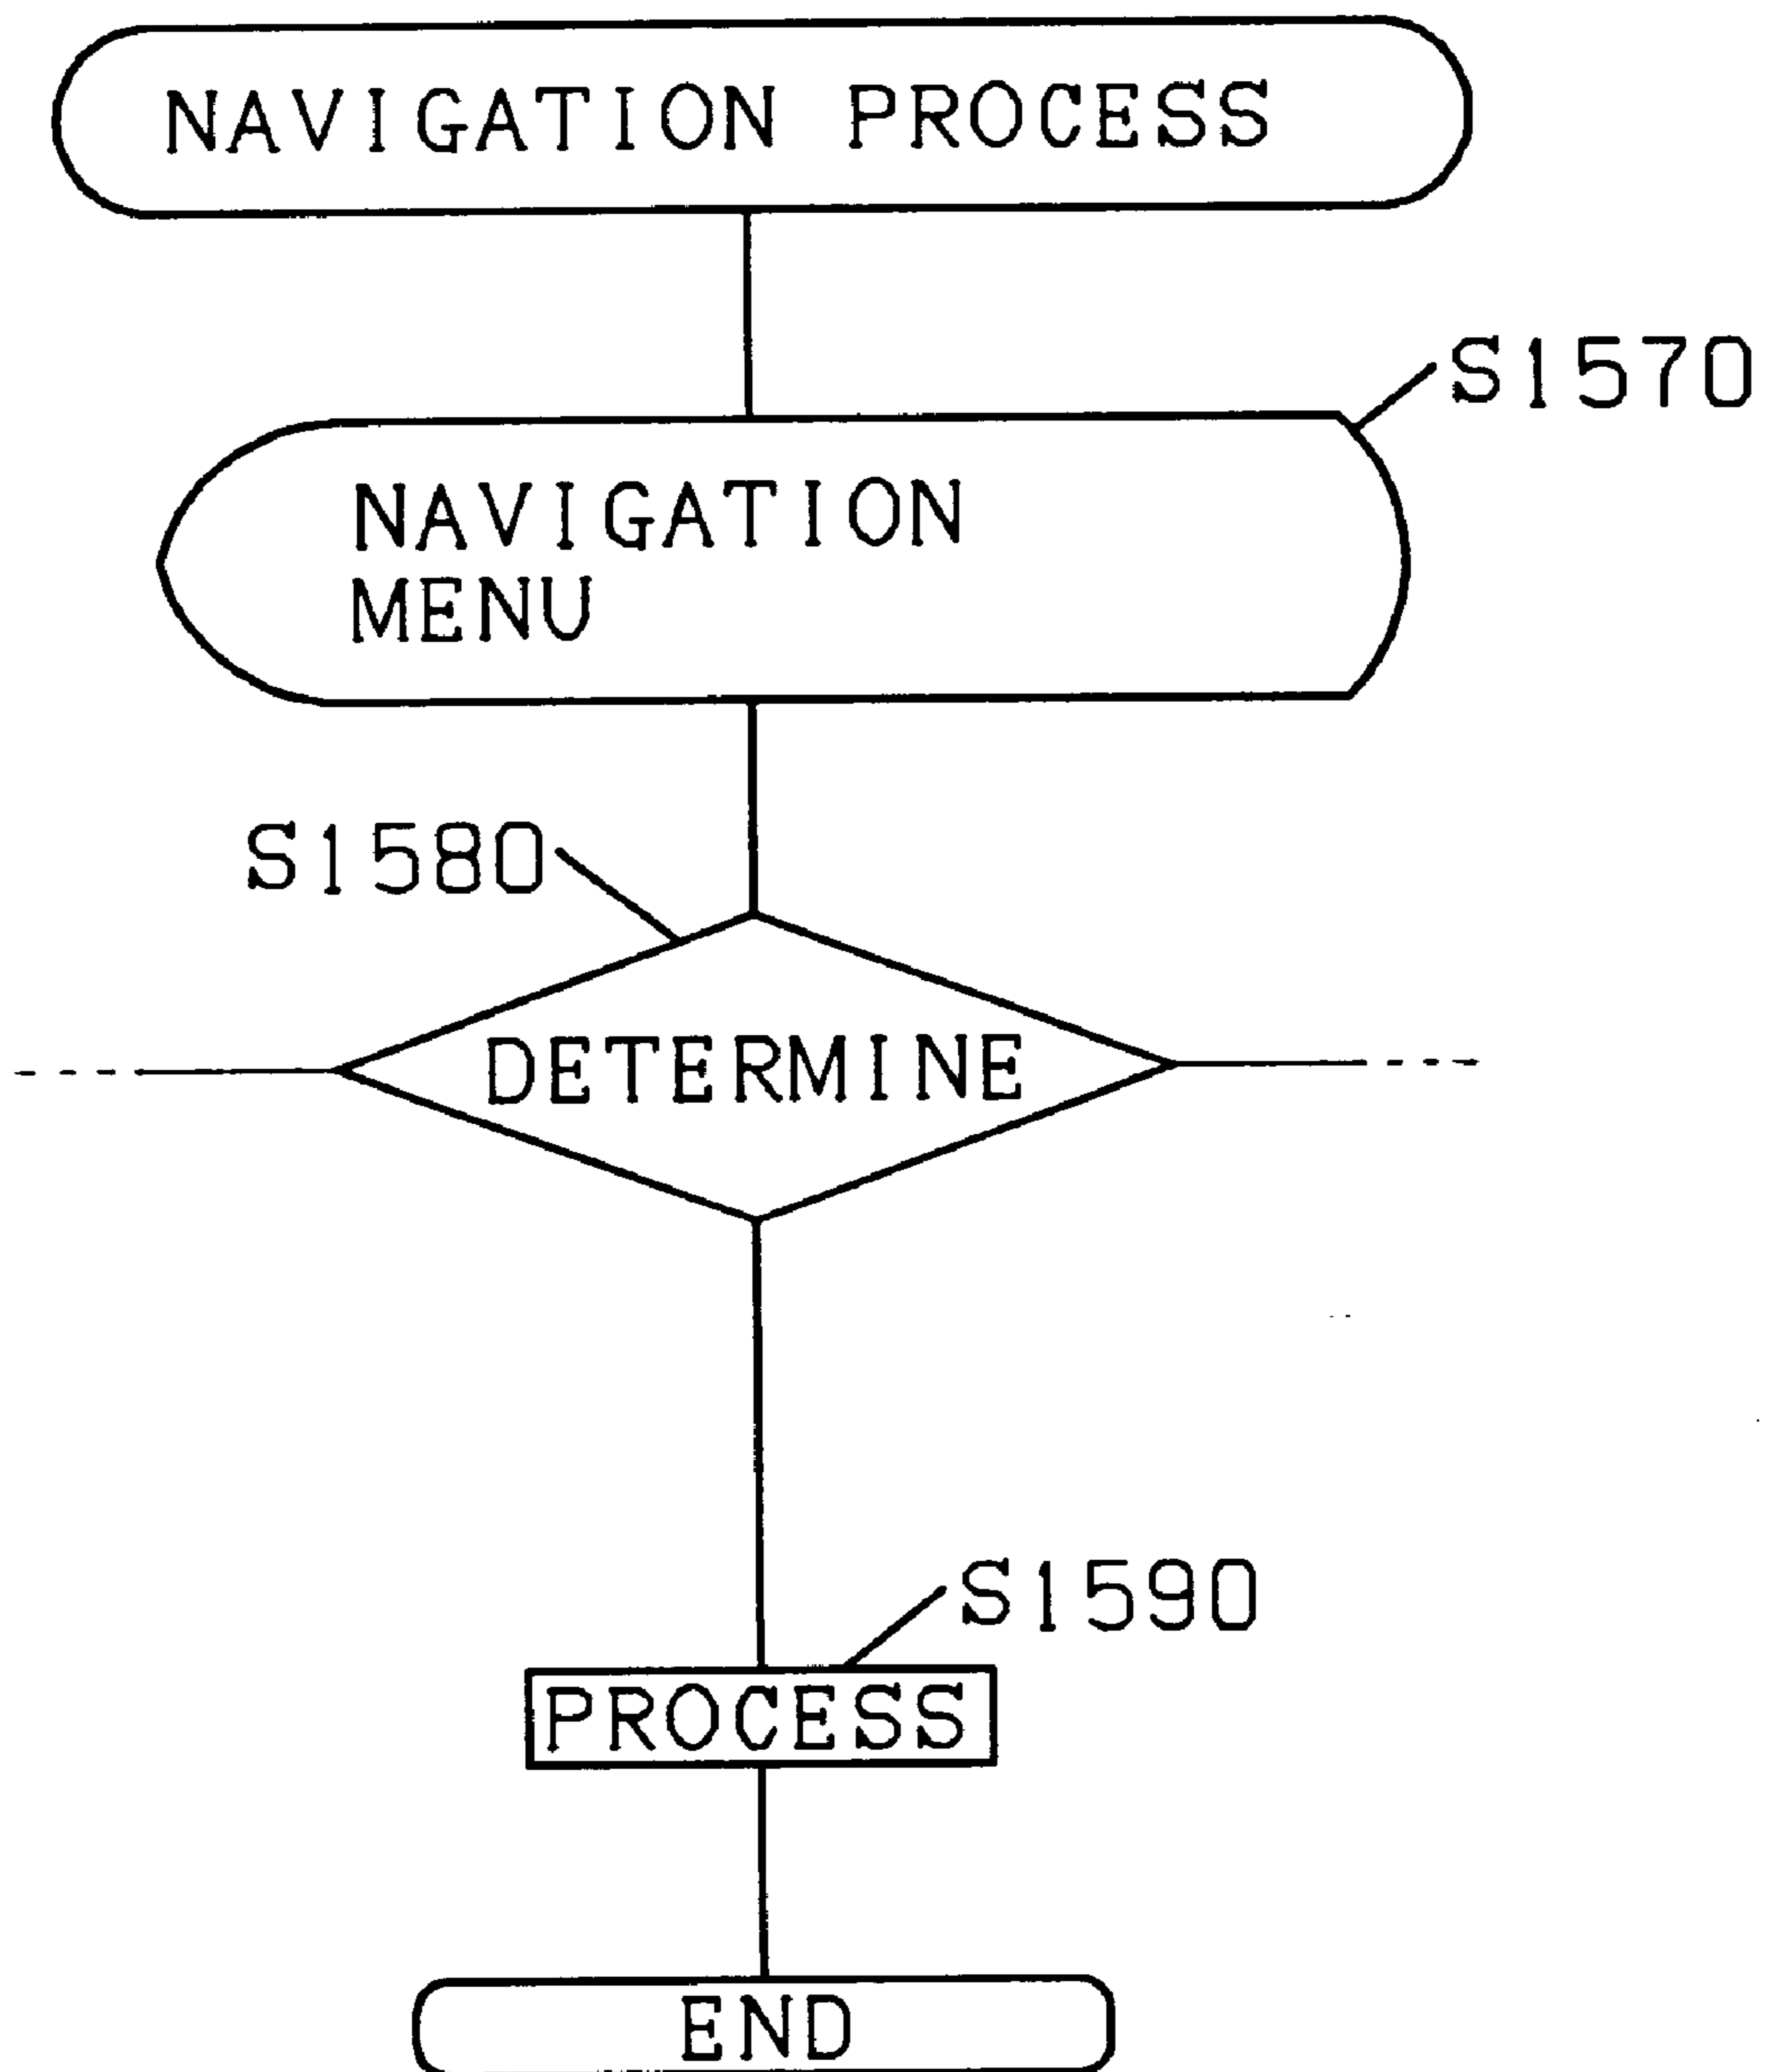 NAVIGATION PROCESS
S1570
NAVIGATION
MENU
S1580
DETERMINE
S1590
PROCESS
END